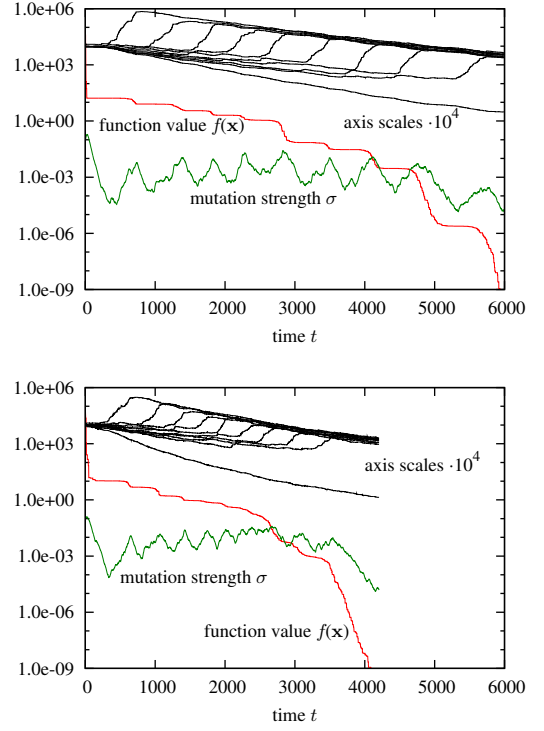 1.0e+06
1.0e+03
1.0e+00
1.0e-03
1.0e-06
1.0e-09
function value f(x)
axis scales ·10^4
mutation strength σ
0 1000 2000 3000 4000 5000 6000
time t
1.0e+06
1.0e+03
1.0e+00
1.0e-03
1.0e-06
1.0e-09
axis scales ·10^4
mutation strength σ
function value f(x)
0 1000 2000 3000 4000 5000 6000
time t